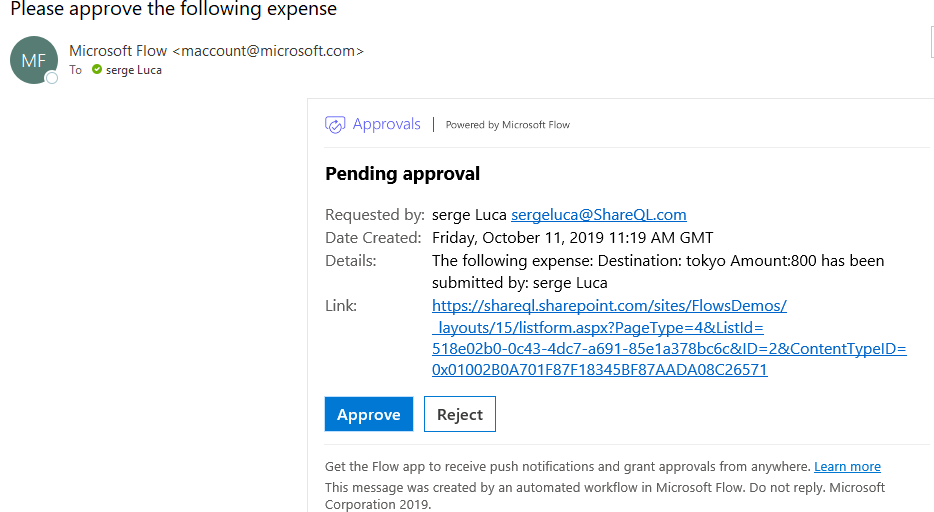 Please approve the following expense
MF
Microsoft Flow <maccount@microsoft.com>
To serge Luca
Approvals | Powered by Microsoft Flow
Pending approval
Requested by: serge Luca sergeluca@ShareQL.com
Date Created: Friday, October 11, 2019 11:19 AM GMT
Details: The following expense: Destination: tokyo Amount:800 has been
submitted by: serge Luca
Link: https://shareql.sharepoint.com/sites/FlowsDemos/
_layouts/15/listform.aspx?PageType=4&ListId=
518e02b0-0c43-4dc7-a691-85e1a378bc6c&ID=2&ContentTypeID=
0x01002B0A701F87F18345BF87AADA08C26571
Approve Reject
Get the Flow app to receive push notifications and grant approvals from anywhere. Learn more
This message was created by an automated workflow in Microsoft Flow. Do not reply. Microsoft
Corporation 2019.